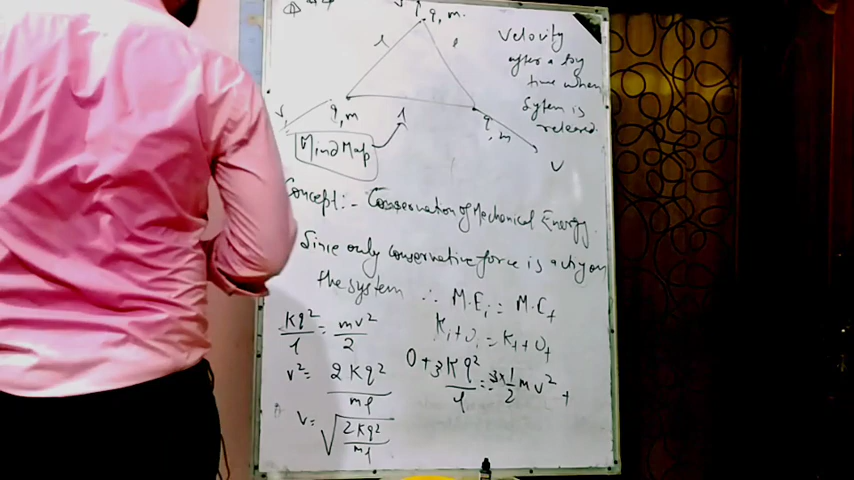 q, m.
l
l
Velocity
after a long
time when
System is
released.
l
q, m
q, m
Mind Map
V
Concept:- Conservation of Mechanical Energy.
Since only conservative force is acting on
the system ∴ M.Ei = M.Ef
Ki + Ui = Kf + Uf
0 + 3Kq²/l = 3x1/2 mv² +
Kq²/l = mv²/2
v² = 2Kq²/ml
v = √2Kq²/ml